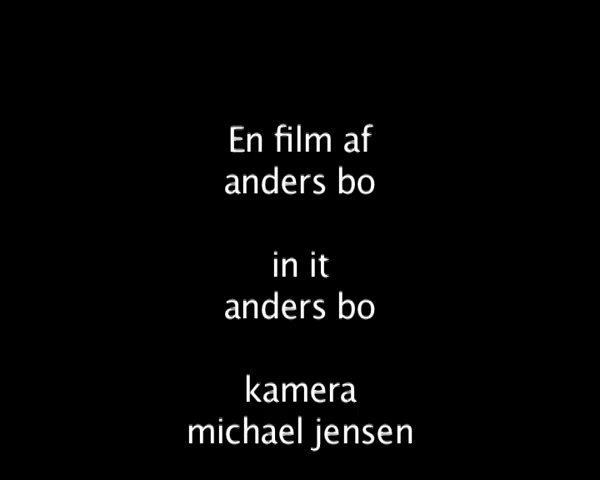 En film af
anders bo
in it
anders bo
kamera
michael jensen